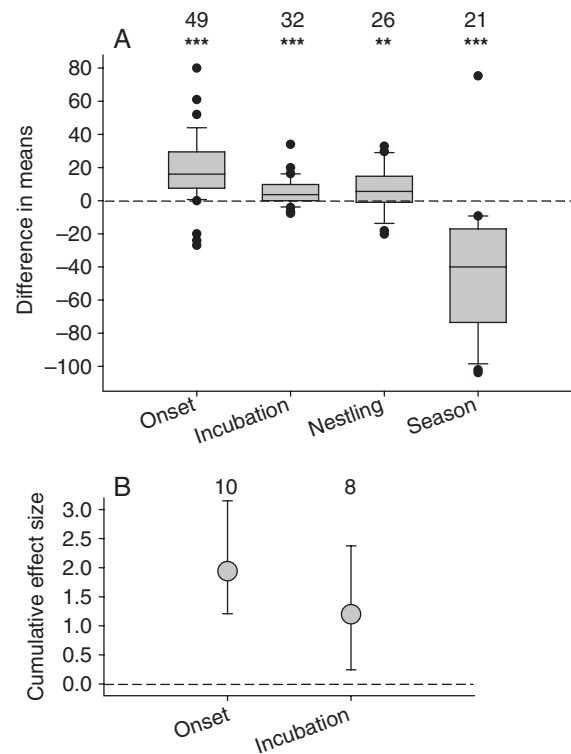 49 32 26 21
A *** *** ** ***
80
60
40
20
0
−20
−40
−60
−80
−100
Difference in means
Onset Incubation Nestling Season
B 10 8
3.0
2.5
2.0
1.5
1.0
0.5
0.0
Cumulative effect size
Onset Incubation